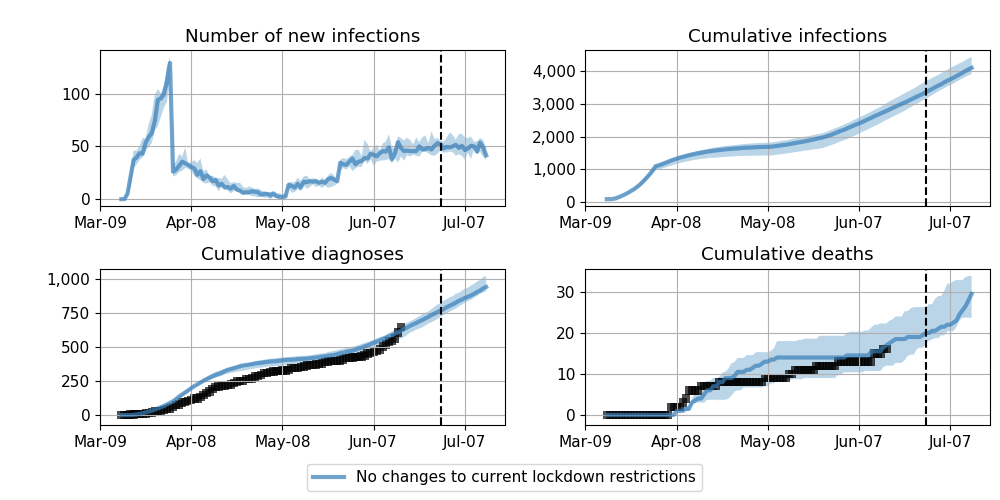 Number of new infections
100
50
0
Mar-09 Apr-08 May-08 Jun-07 Jul-07
Cumulative infections
4,000
3,000
2,000
1,000
0
Mar-09 Apr-08 May-08 Jun-07 Jul-07
Cumulative diagnoses
1,000
750
500
250
0
Mar-09 Apr-08 May-08 Jun-07 Jul-07
Cumulative deaths
30
20
10
0
Mar-09 Apr-08 May-08 Jun-07 Jul-07
No changes to current lockdown restrictions